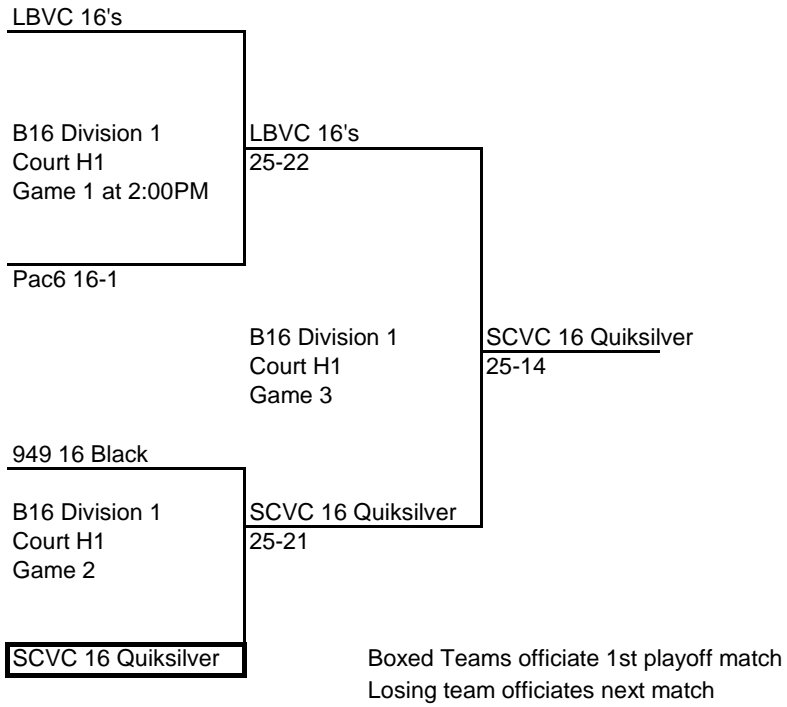 LBVC 16's
B16 Division 1
Court H1
Game 1 at 2:00PM
LBVC 16's
25-22
Pac6 16-1
B16 Division 1
Court H1
Game 3
SCVC 16 Quiksilver
25-14
949 16 Black
B16 Division 1
Court H1
Game 2
SCVC 16 Quiksilver
25-21
SCVC 16 Quiksilver
Boxed Teams officiate 1st playoff match
Losing team officiates next match